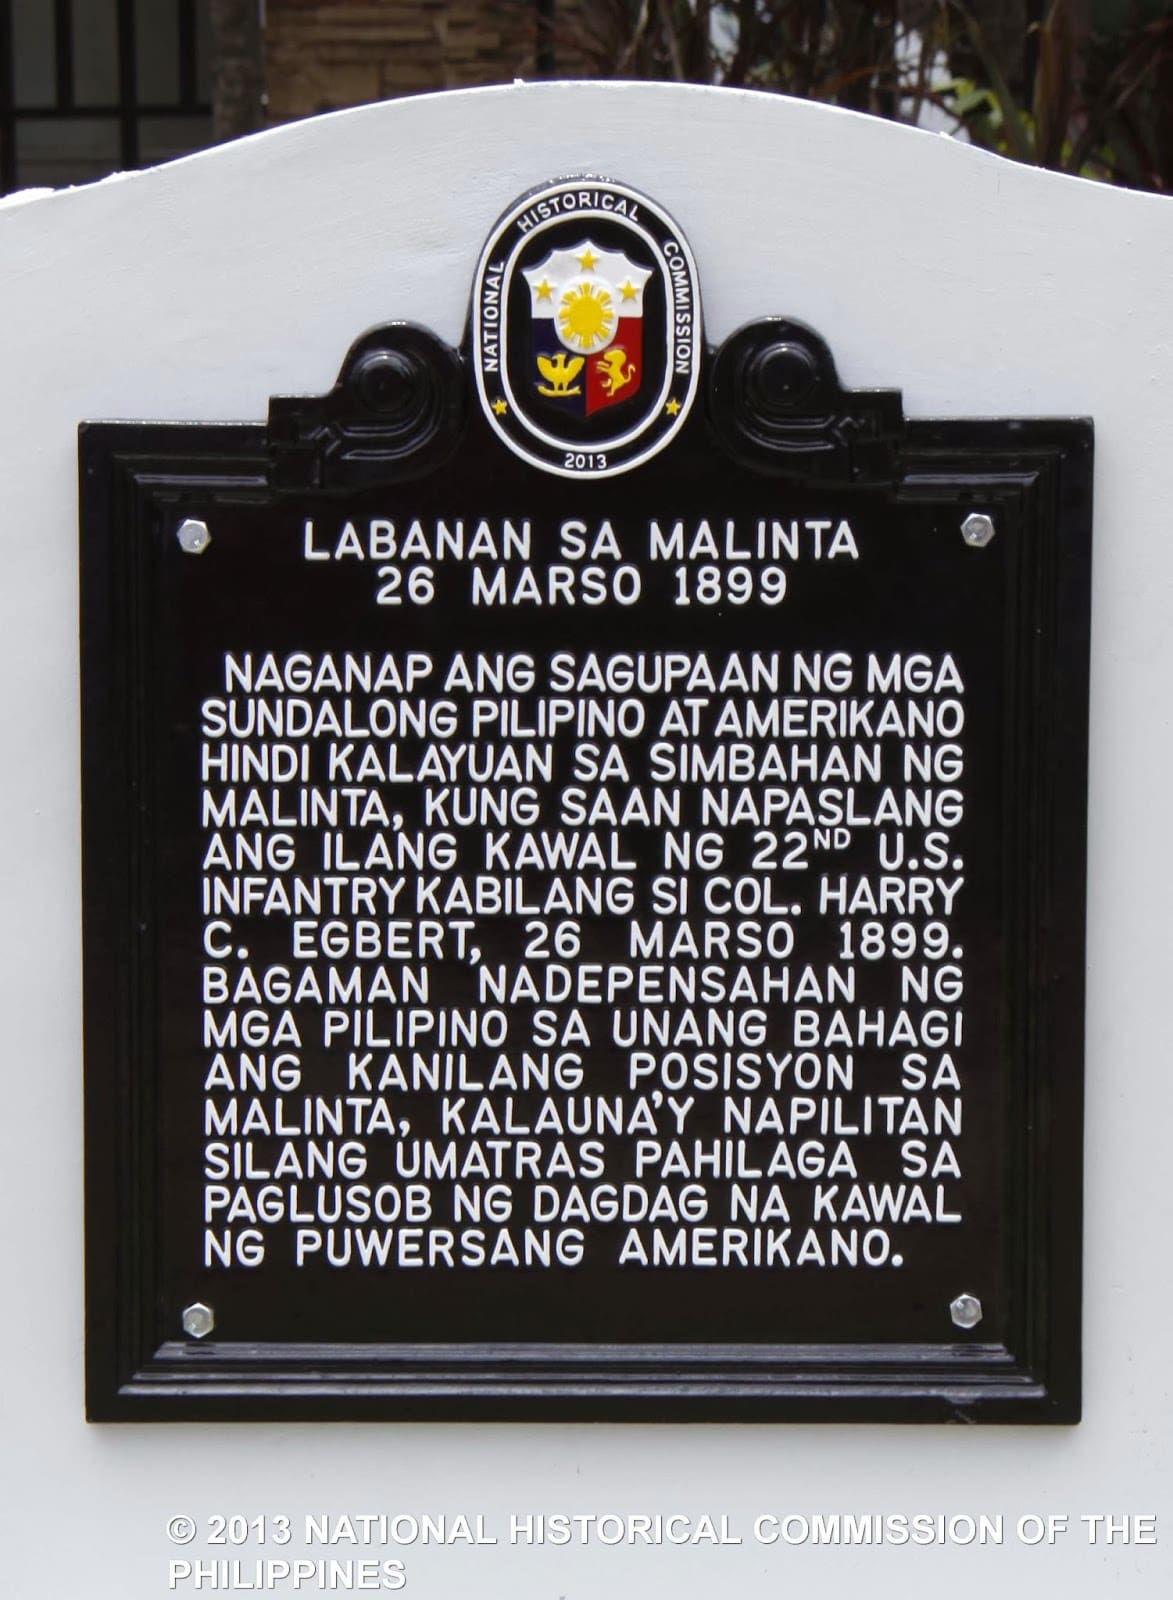 NATIONAL HISTORICAL COMMISSION
2013
LABANAN SA MALINTA
26 MARSO 1899
NAGANAP ANG SAGUPAAN NG MGA
SUNDALONG PILIPINO AT AMERIKANO
HINDI KALAYUAN SA SIMBAHAN NG
MALINTA, KUNG SAAN NAPASLANG
ANG ILANG KAWAL NG 22ND U.S.
INFANTRY KABILANG SI COL. HARRY
C. EGBERT, 26 MARSO 1899.
BAGAMAN NADEPENSAHAN NG
MGA PILIPINO SA UNANG BAHAGI
ANG KANILANG POSISYON SA
MALINTA, KALAUNA'Y NAPILITAN
SILANG UMATRAS PAHILAGA SA
PAGLUSOB NG DAGDAG NA KAWAL
NG PUWERSANG AMERIKANO.
© 2013 NATIONAL HISTORICAL COMMISSION OF THE
PHILIPPINES